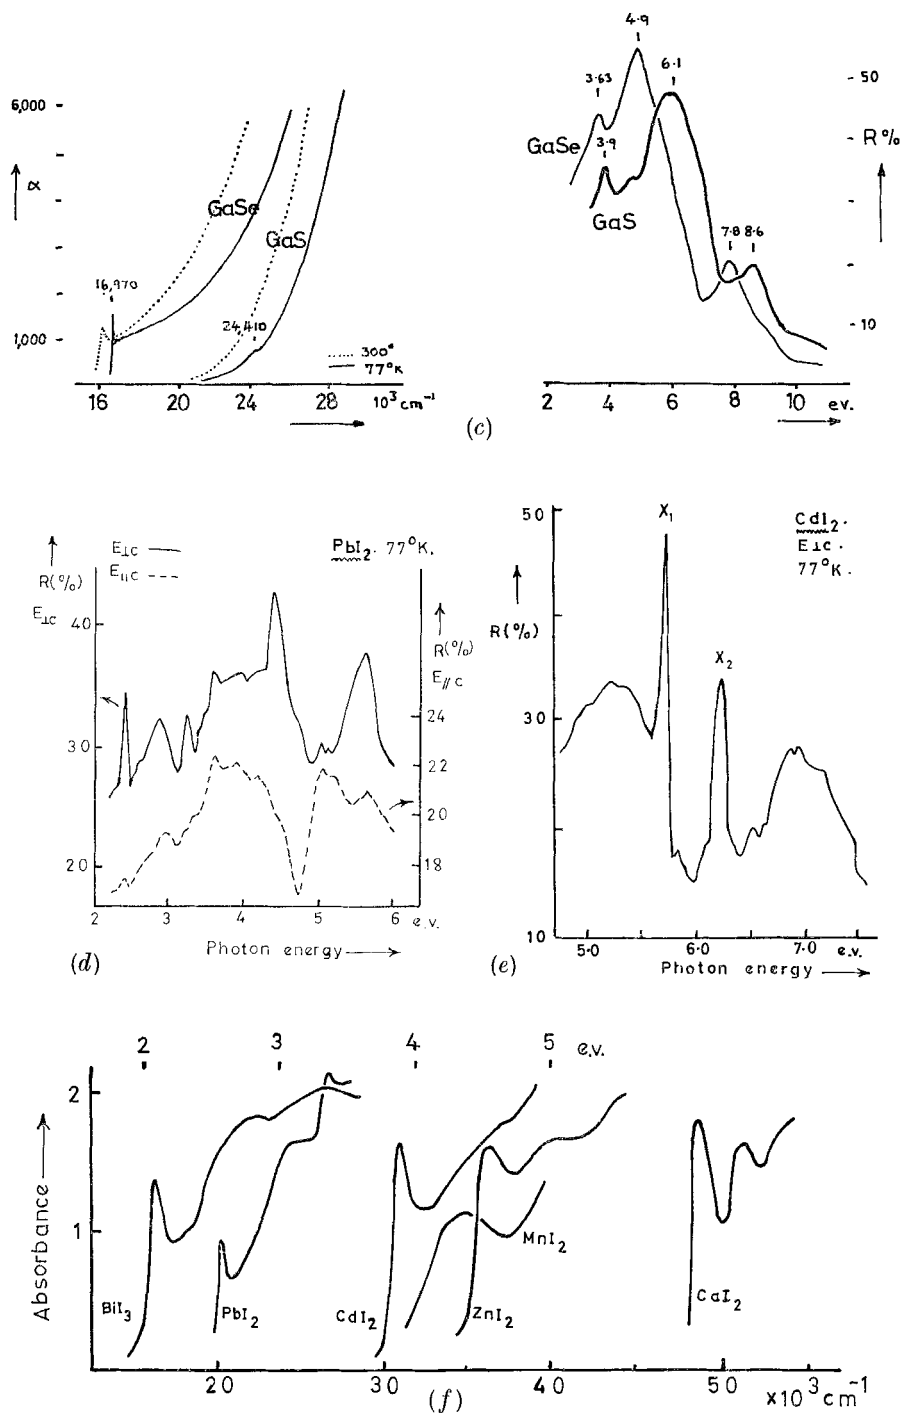 4·9
6·1
3·63
3·9
GaSe
GaS
7·8 8·6
50
R%
10
2 4 6 8 10 ev.
6,000
α
GaSe
GaS
16,970
24,410
1,000
300°
77°K
16 20 24 28 10³cm⁻¹
(c)
E⊥c
E∥c
PbI₂. 77°K.
R(%)
E⊥c
40
30
20
R(%)
E∥c
24
22
20
18
2 3 4 5 6 e.v.
Photon energy
(d)
50
X₁
X₂
CdI₂.
E⊥c.
77°K.
R(%)
30
10
5·0 6·0 7·0 e.v.
Photon energy
(e)
2 3 4 5 e.v.
2
1
Absorbance
BiI₃
PbI₂
CdI₂
MnI₂
ZnI₂
CaI₂
20 30 40 50 ×10³cm⁻¹
(f)